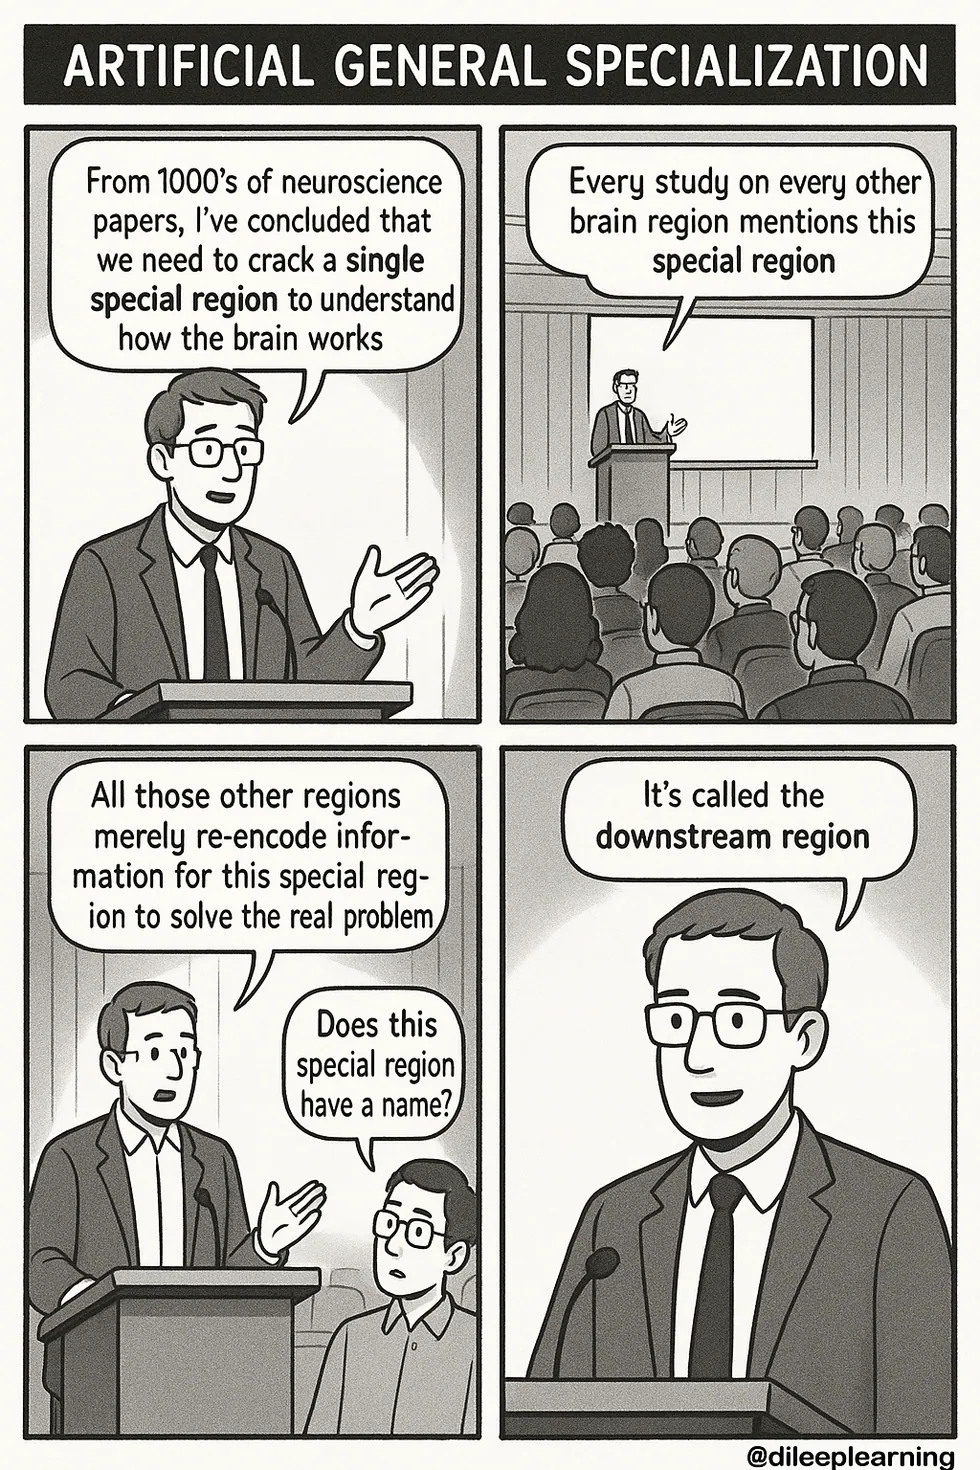 ARTIFICIAL GENERAL SPECIALIZATION
From 1000's of neuroscience
papers, I've concluded that
we need to crack a single
special region to understand
how the brain works
Every study on every other
brain region mentions this
special region
All those other regions
merely re-encode infor-
mation for this special reg-
ion to solve the real problem
Does this
special region
have a name?
It's called the
downstream region
@dileeplearning